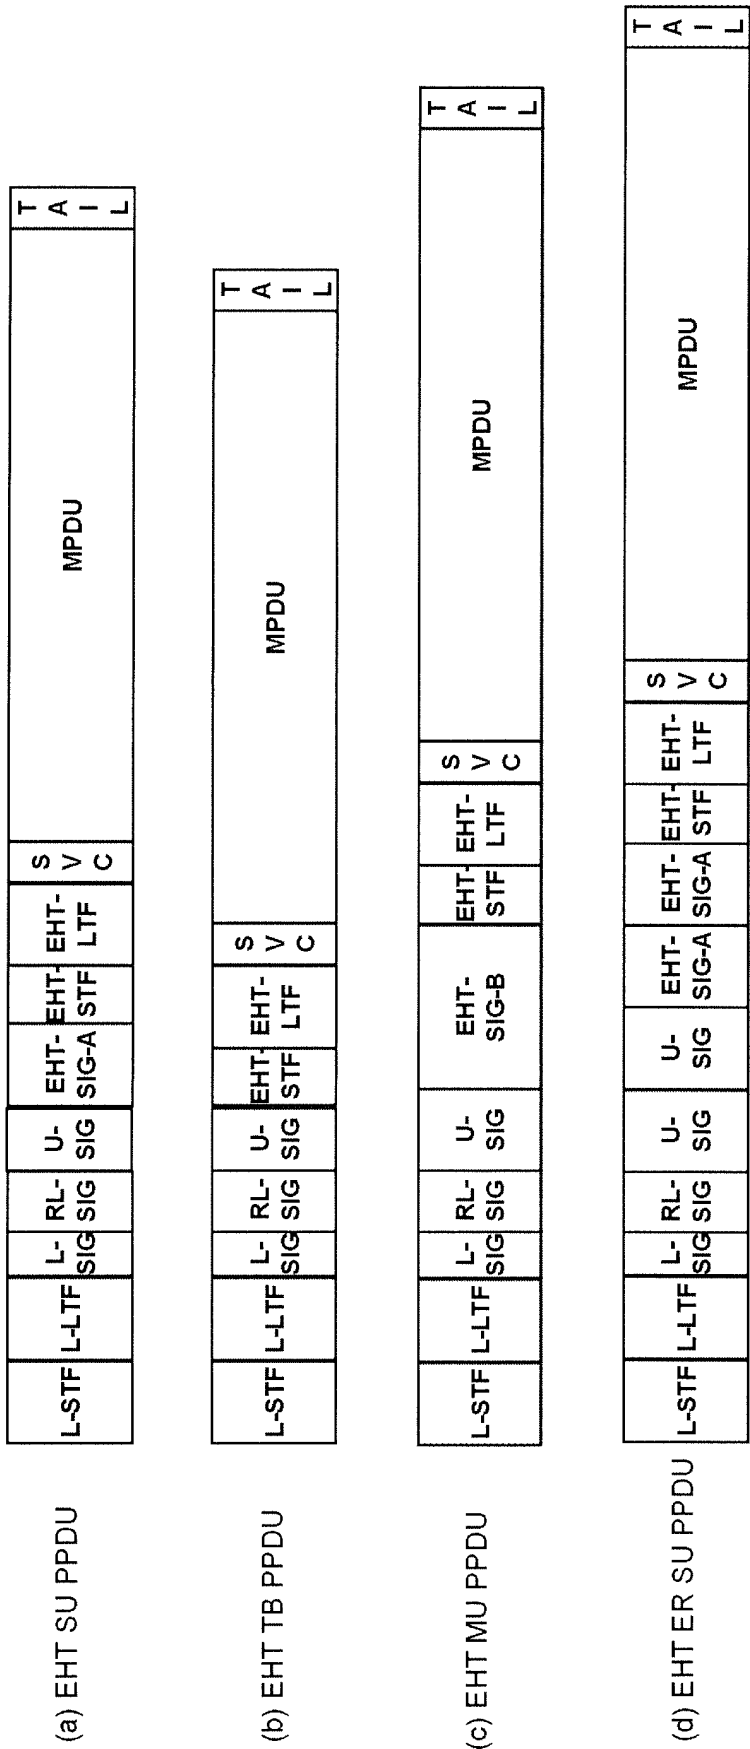 (a) EHT SU PPDU
L-STF
L-LTF
L-
SIG
RL-
SIG
U-
SIG
EHT-
SIG-A
EHT-
STF
EHT-
LTF
S
V
C
MPDU
T
A
I
L
(b) EHT TB PPDU
L-STF
L-LTF
L-
SIG
RL-
SIG
U-
SIG
EHT-
STF
EHT-
LTF
S
V
C
MPDU
T
A
I
L
(c) EHT MU PPDU
L-STF
L-LTF
L-
SIG
RL-
SIG
U-
SIG
EHT-
SIG-B
EHT-
STF
EHT-
LTF
S
V
C
MPDU
T
A
I
L
(d) EHT ER SU PPDU
L-STF
L-LTF
L-
SIG
RL-
SIG
U-
SIG
U-
SIG
EHT-
SIG-A
EHT-
SIG-A
EHT-
STF
EHT-
LTF
S
V
C
MPDU
T
A
I
L